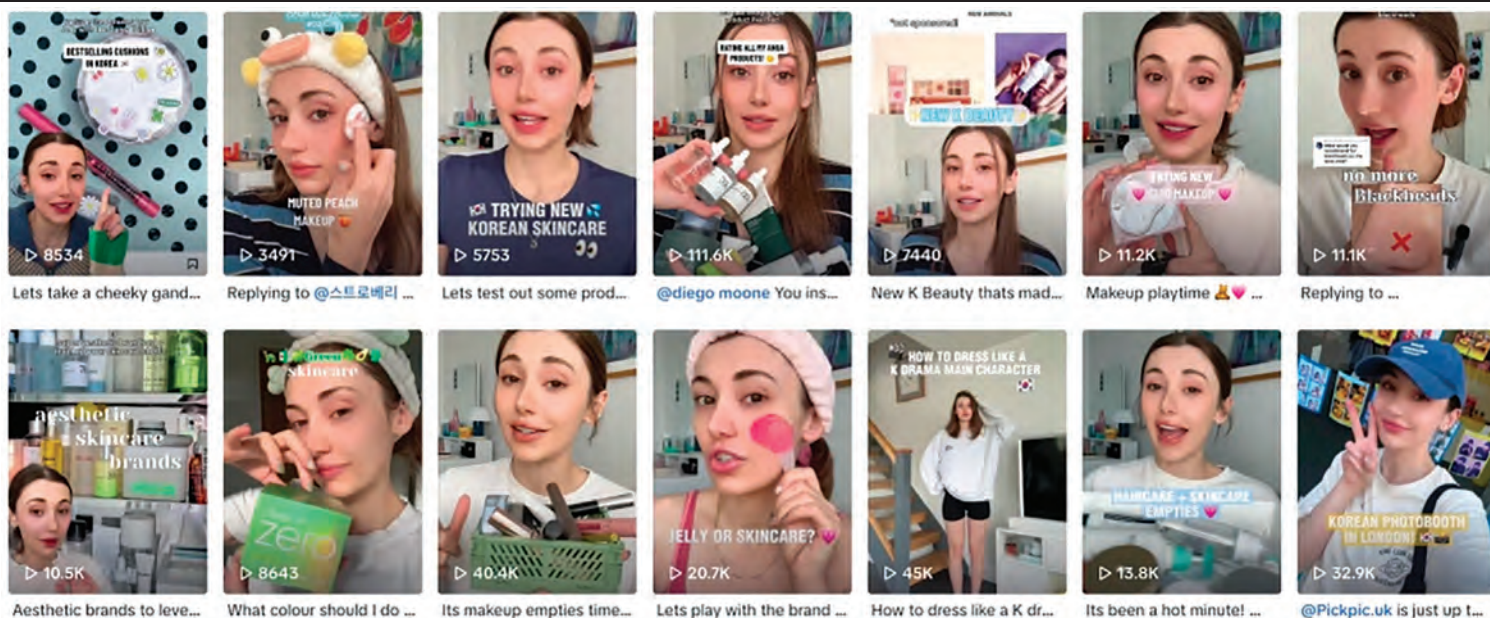 BESTSELLING CUSHIONS
IN KOREA
8534
Lets take a cheeky gand...
MUTED PEACH
MAKEUP
3491
Replying to @스트로베리 ...
TRYING NEW
KOREAN SKINCARE
5753
Lets test out some prod...
RATING ALL MY ANUA
PRODUCTS!
111.6K
@diego moone You ins...
*not sponsored!
NEW ARRIVALS
NEW K BEAUTY
7440
New K Beauty thats mad...
TRYING NEW
CLIO MAKEUP
11.2K
Makeup playtime ...
no more
Blackheads
11.1K
Replying to ...
aesthetic
skincare
brands
10.5K
Aesthetic brands to leve...
Green
skincare
zero
8643
What colour should I do ...
40.4K
Its makeup empties time...
JELLY OR SKINCARE?
20.7K
Lets play with the brand ...
HOW TO DRESS LIKE A
K DRAMA MAIN CHARACTER
45K
How to dress like a K dr...
HAIRCARE + SKINCARE
EMPTIES
13.8K
Its been a hot minute! ...
KOREAN PHOTOBOOTH
IN LONDON!
32.9K
@Pickpic.uk is just up t...